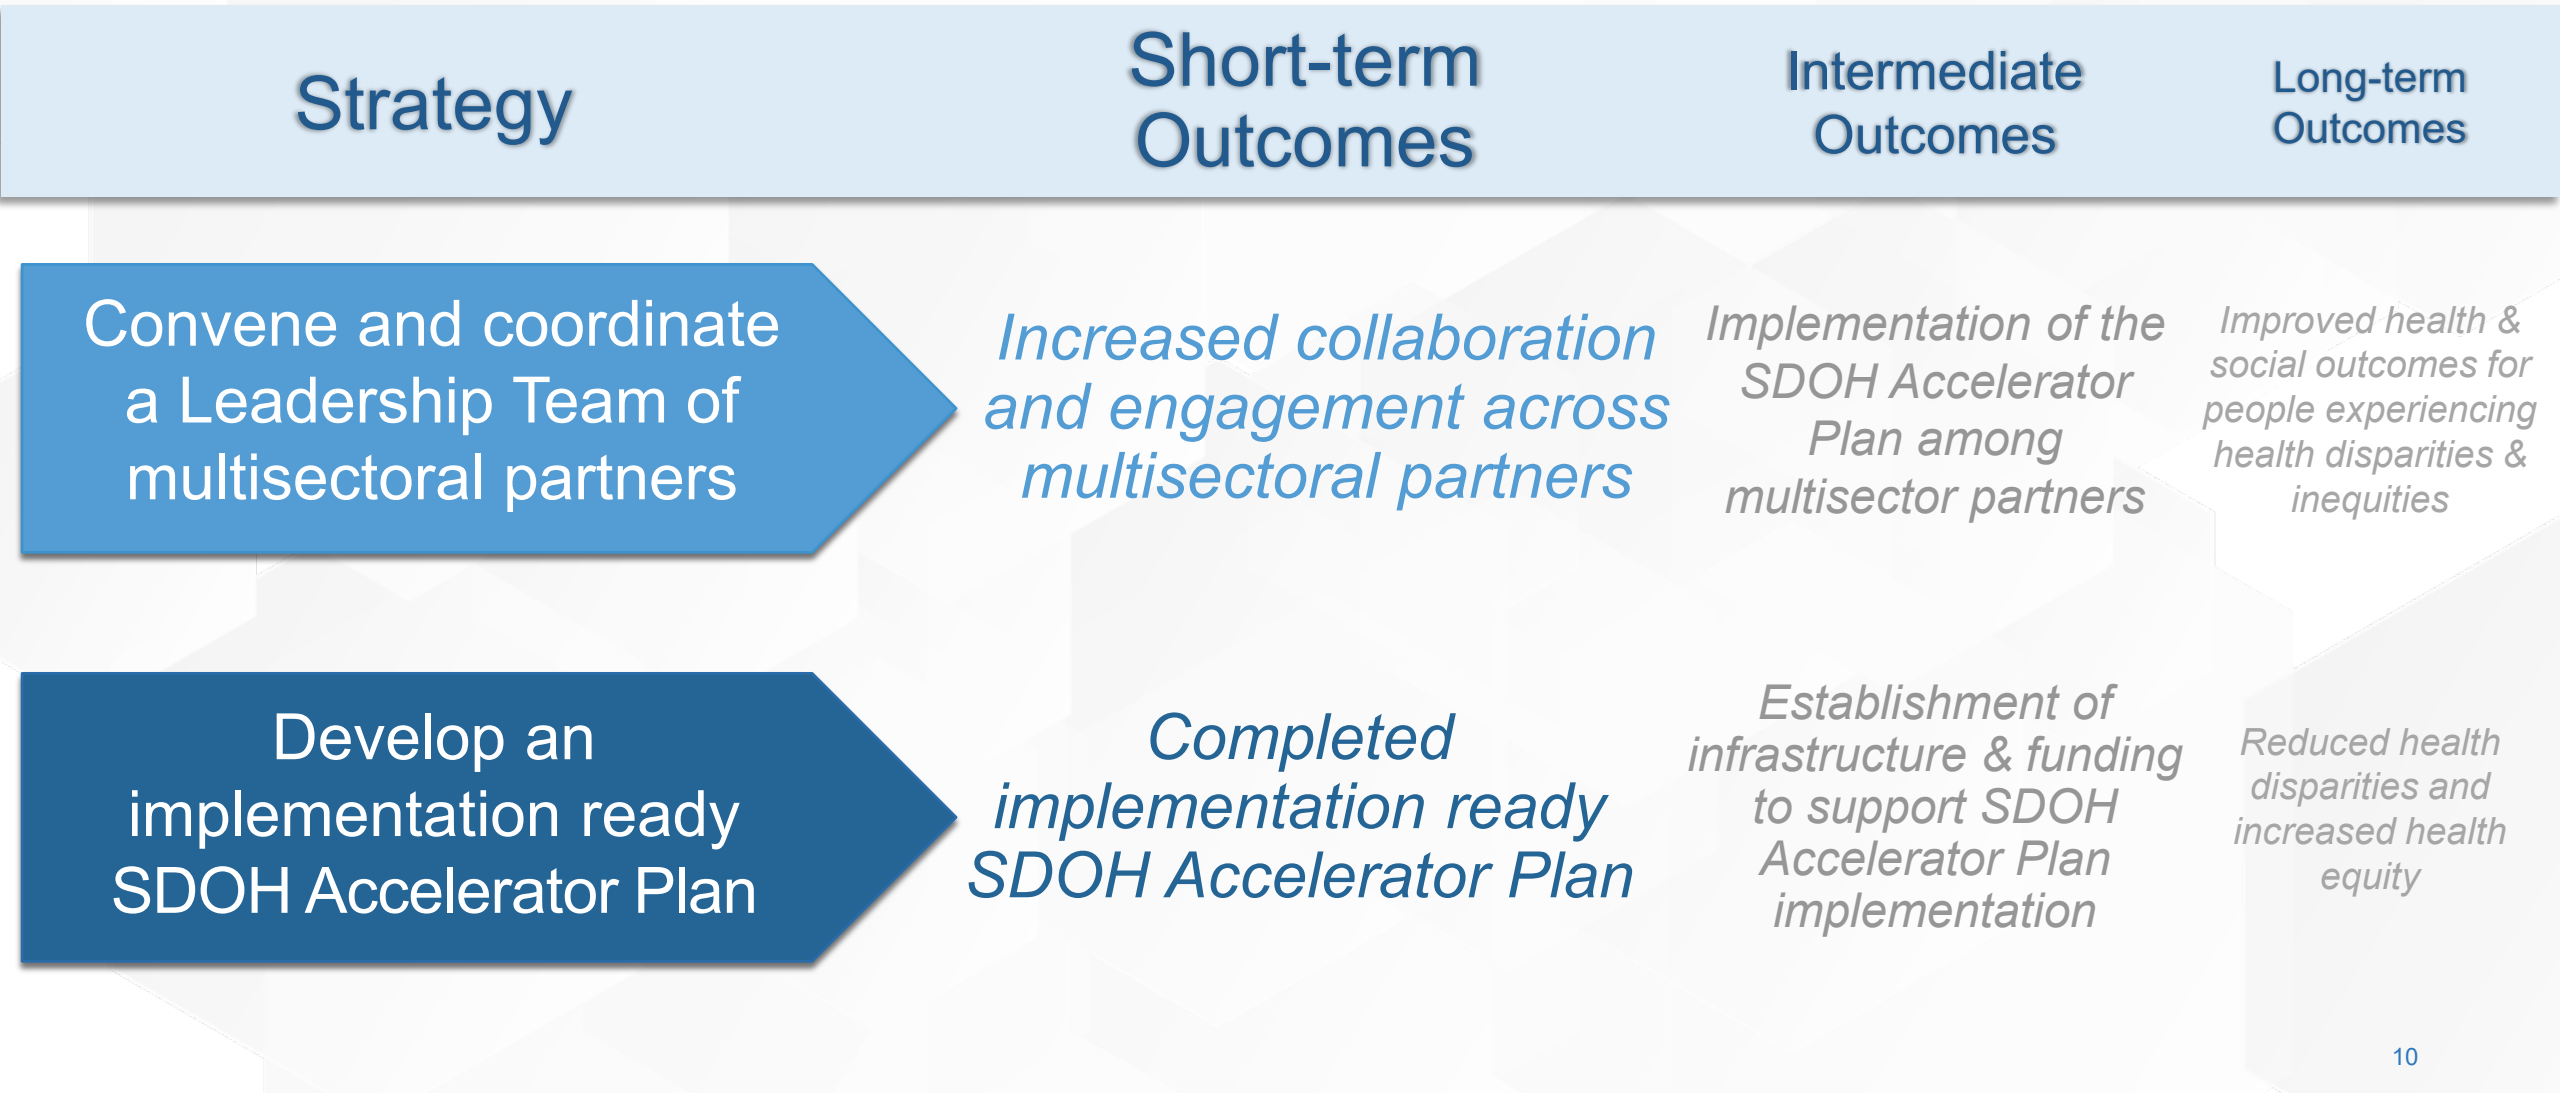 Strategy
Short-term
Outcomes
Intermediate
Outcomes
Long-term
Outcomes
Convene and coordinate
a Leadership Team of
multisectoral partners
Increased collaboration
and engagement across
multisectoral partners
Implementation of the
SDOH Accelerator
Plan among
multisector partners
Improved health &
social outcomes for
people experiencing
health disparities &
inequities
Develop an
implementation ready
SDOH Accelerator Plan
Completed
implementation ready
SDOH Accelerator Plan
Establishment of
infrastructure & funding
to support SDOH
Accelerator Plan
implementation
Reduced health
disparities and
increased health
equity
10